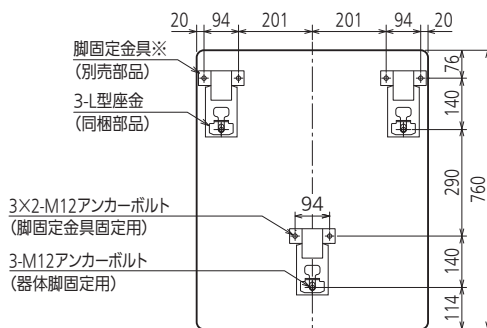 20 94 201 201 94 20
脚固定金具※
(別売部品)
3-L型座金
(同梱部品)
76
140
290
760
3×2-M12アンカーボルト
(脚固定金具固定用)
94
3-M12アンカーボルト
(器体脚固定用)
140
114